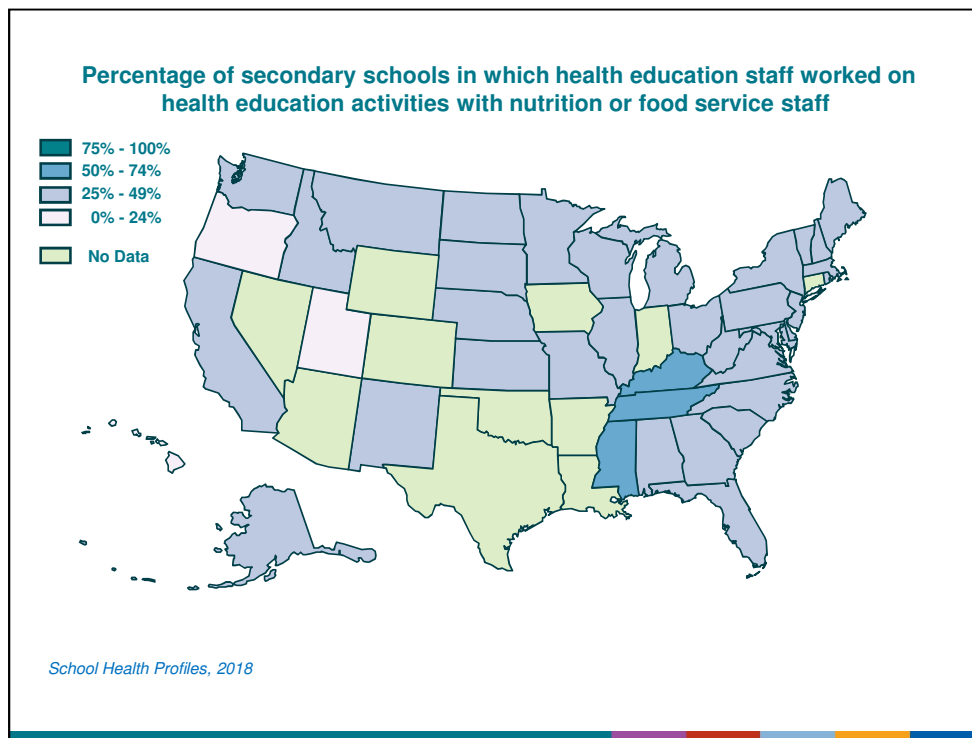 Percentage of secondary schools in which health education staff worked on
health education activities with nutrition or food service staff
75% - 100%
50% - 74%
25% - 49%
0% - 24%
No Data
School Health Profiles, 2018